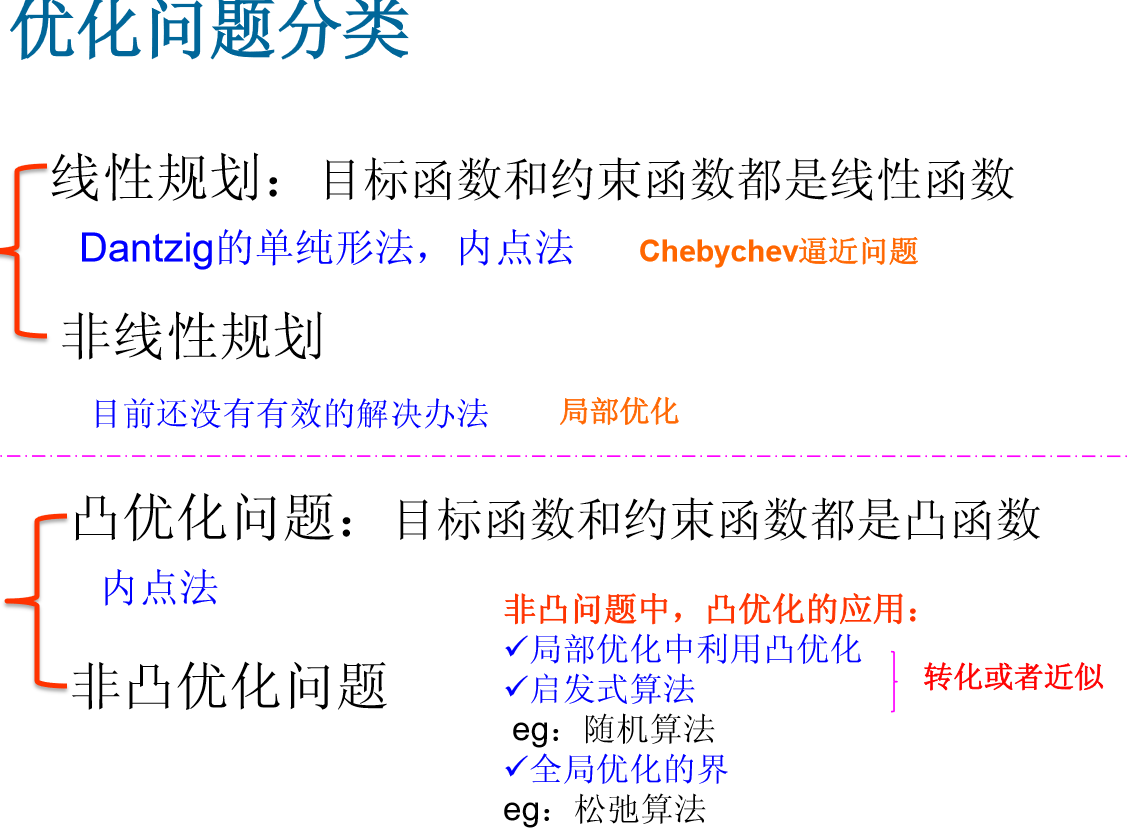 优化问题分类
线性规划：目标函数和约束函数都是线性函数
Dantzig的单纯形法，内点法 Chebychev逼近问题
非线性规划
目前还没有有效的解决办法 局部优化
凸优化问题：目标函数和约束函数都是凸函数
内点法
非凸优化问题
非凸问题中，凸优化的应用：
✓局部优化中利用凸优化
✓启发式算法
eg：随机算法
✓全局优化的界
eg：松弛算法
转化或者近似